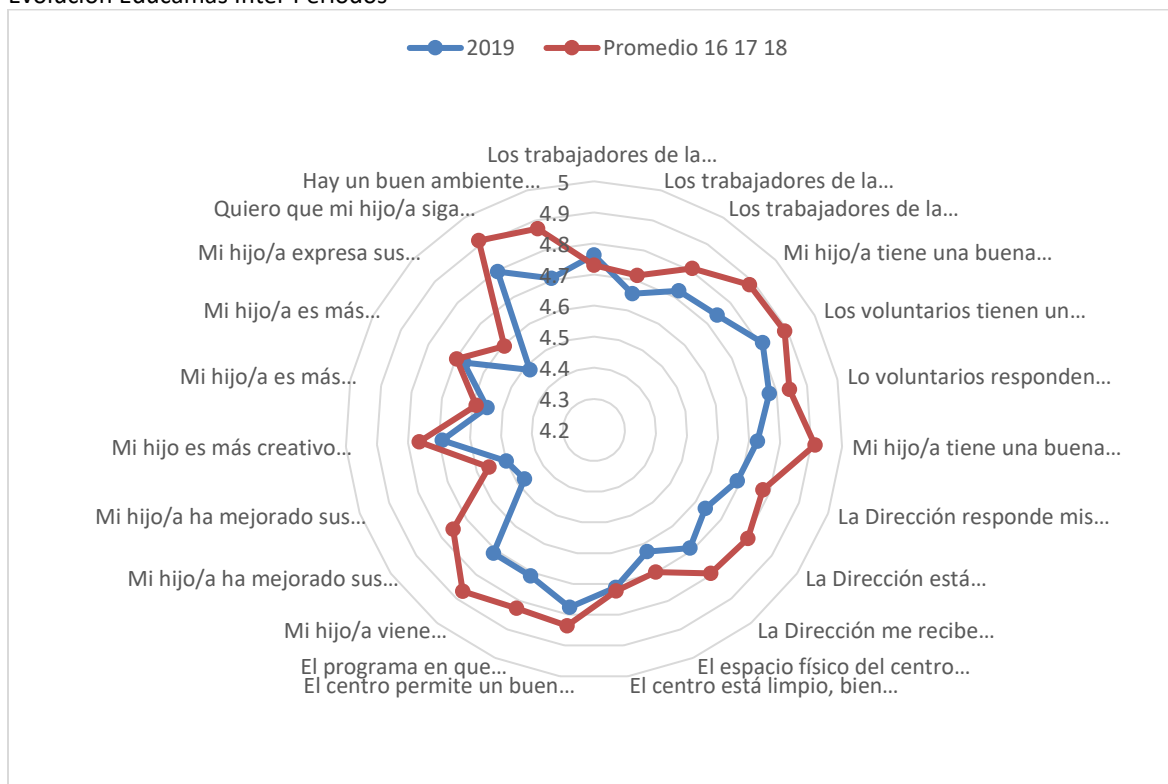 Evolución Educamas Inter Periodos
2019
Promedio 16 17 18
Los trabajadores de la...
Los trabajadores de la...
Los trabajadores de la...
Mi hijo/a tiene una buena...
Los voluntarios tienen un...
Lo voluntarios responden...
Mi hijo/a tiene una buena...
La Dirección responde mis...
La Dirección está...
La Dirección me recibe...
El espacio físico del centro...
El centro está limpio, bien...
El centro permite un buen...
El programa en que...
Mi hijo/a viene...
Mi hijo/a ha mejorado sus...
Mi hijo/a ha mejorado sus...
Mi hijo es más creativo...
Mi hijo/a es más...
Mi hijo/a es más...
Mi hijo/a expresa sus...
Quiero que mi hijo/a siga...
Hay un buen ambiente...
5
4.9
4.8
4.7
4.6
4.5
4.4
4.3
4.2